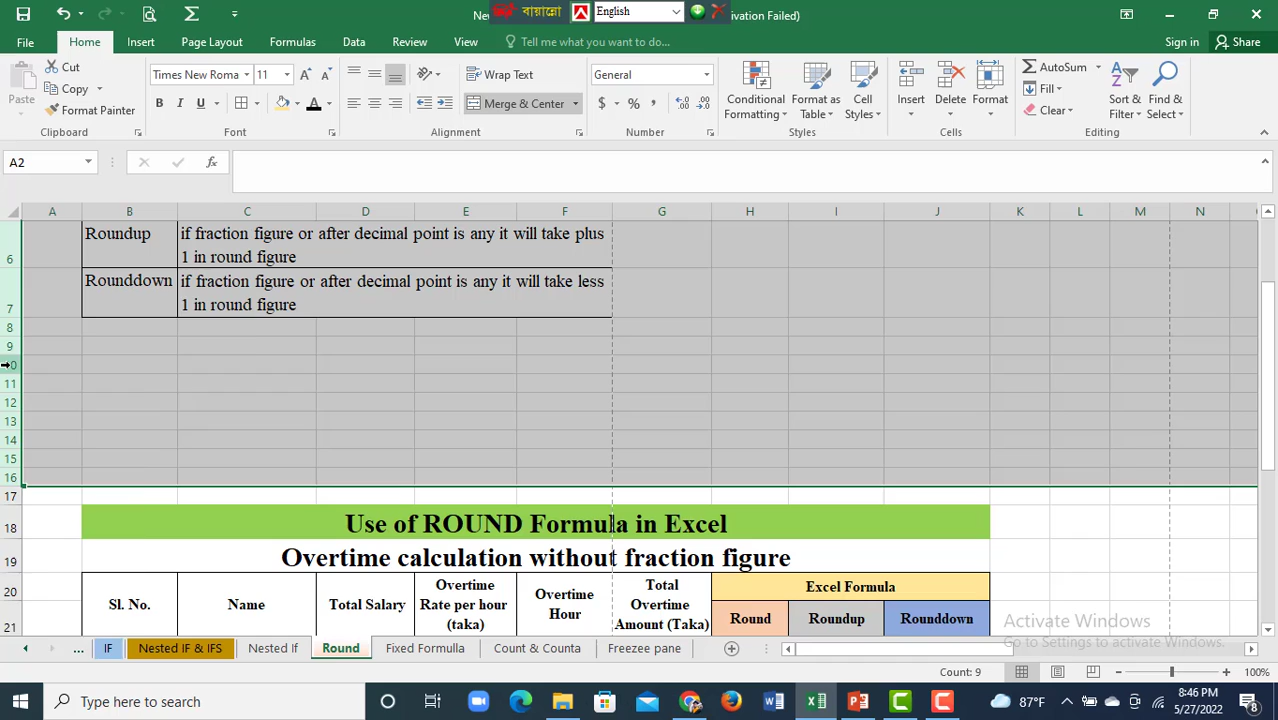 Ne
বায়ান্নো
English
ivation Failed)
File
Home
Insert
Page Layout
Formulas
Data
Review
View
Tell me what you want to do...
Sign in
Share
Paste
Cut
Copy
Format Painter
Clipboard
Times New Roma
11
B I U
Font
Wrap Text
Merge & Center
Alignment
General
$ % ,
Number
Conditional
Formatting
Format as
Table
Cell
Styles
Styles
Insert
Delete
Format
Cells
AutoSum
Fill
Clear
Sort &
Filter
Find &
Select
Editing
A2
fx
A B C D E F G H I J K L M N
Roundup
if fraction figure or after decimal point is any it will take plus
6
1 in round figure
Rounddown
if fraction figure or after decimal point is any it will take less
7
1 in round figure
8
9
0
11
12
13
14
15
16
17
18
Use of ROUND Formula in Excel
19
Overtime calculation without fraction figure
20
21
Sl. No.
Name
Total Salary
Overtime
Rate per hour
(taka)
Overtime
Hour
Total
Overtime
Amount (Taka)
Excel Formula
Round
Roundup
Rounddown
Activate Windows
Go to Settings to activate Windows.
...
IF
Nested IF & IFS
Nested If
Round
Fixed Formula
Count & Counta
Freezee pane
Count: 9
100%
Type here to search
87°F
8:46 PM
5/27/2022
8